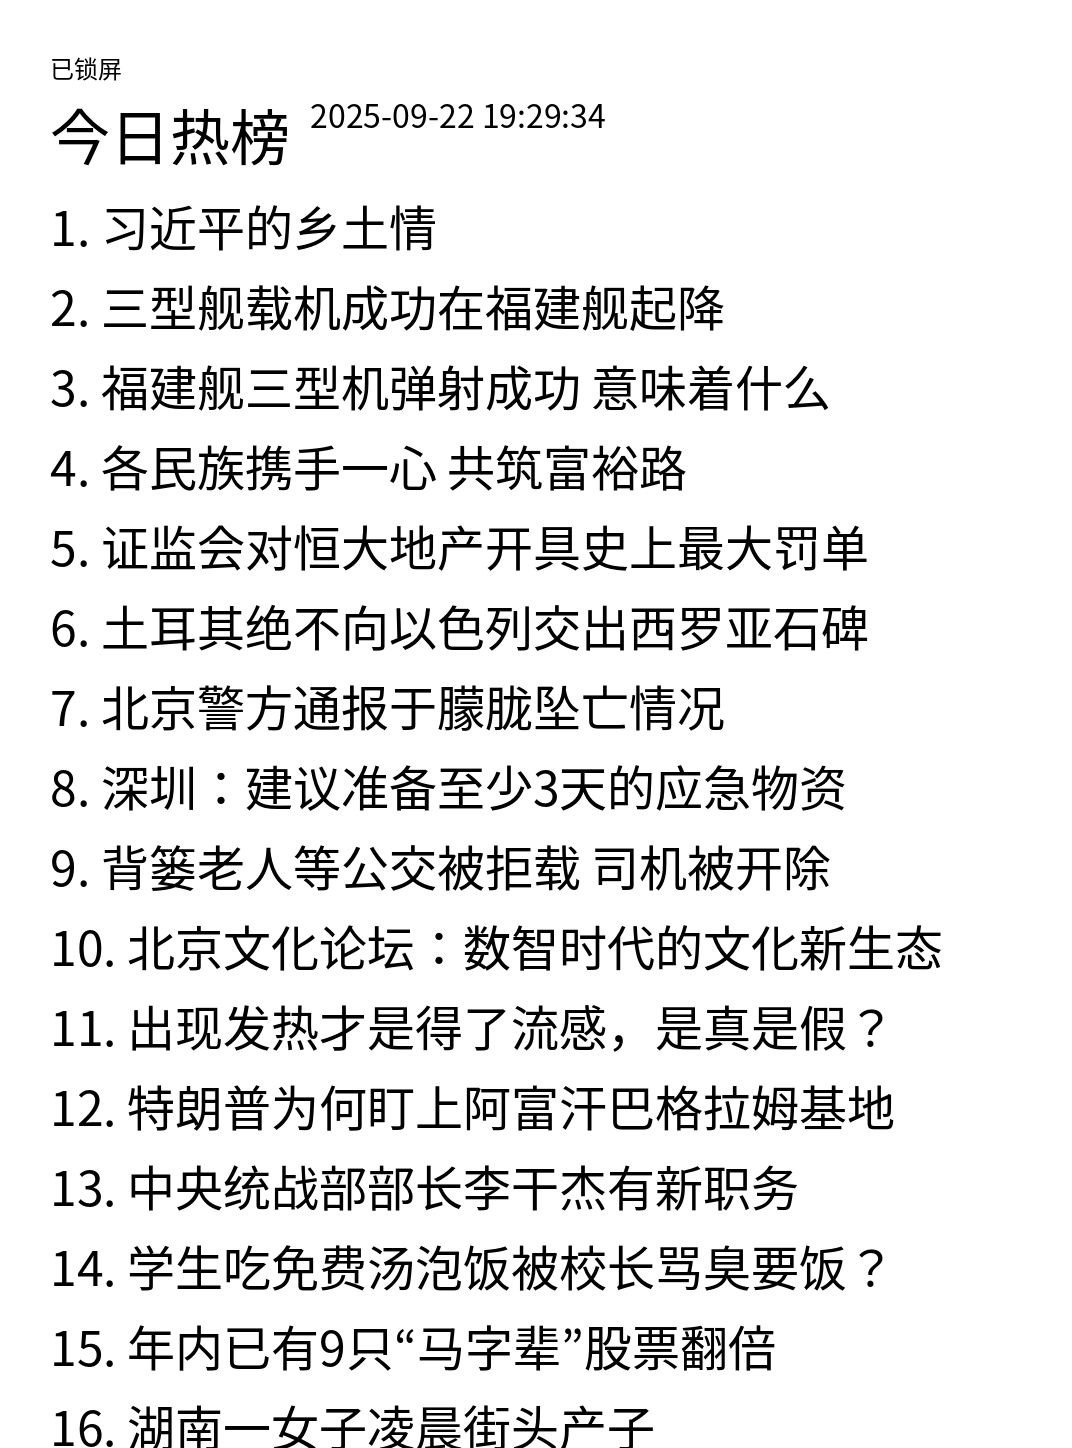 已锁屏
今日热榜 2025-09-22 19:29:34
1. 习近平的乡土情
2. 三型舰载机成功在福建舰起降
3. 福建舰三型机弹射成功 意味着什么
4. 各民族携手一心 共筑富裕路
5. 证监会对恒大地产开具史上最大罚单
6. 土耳其绝不向以色列交出西罗亚石碑
7. 北京警方通报于朦胧坠亡情况
8. 深圳：建议准备至少3天的应急物资
9. 背篓老人等公交被拒载 司机被开除
10. 北京文化论坛：数智时代的文化新生态
11. 出现发热才是得了流感，是真是假？
12. 特朗普为何盯上阿富汗巴格拉姆基地
13. 中央统战部部长李干杰有新职务
14. 学生吃免费汤泡饭被校长骂臭要饭？
15. 年内已有9只“马字辈”股票翻倍
16. 湖南一女子凌晨街头产子